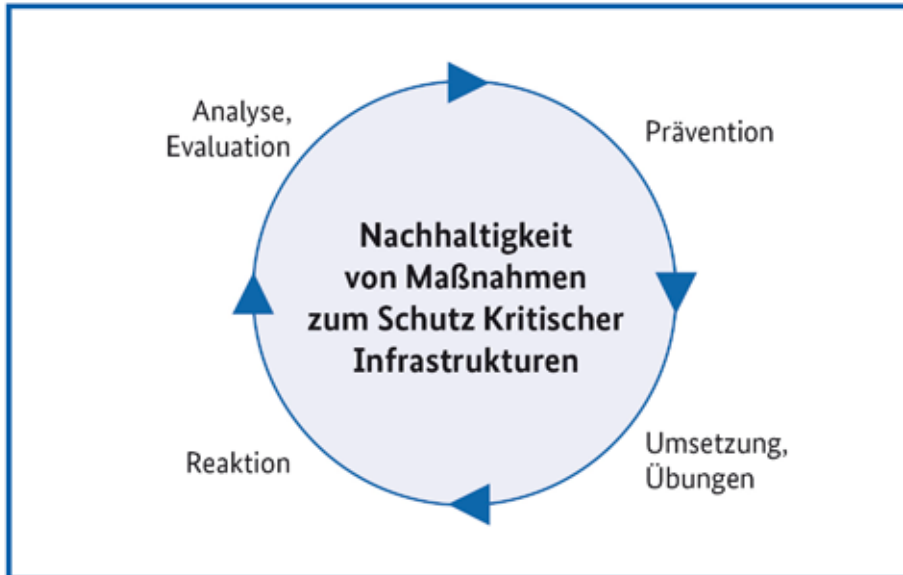 Analyse,
Evaluation
Prävention
Nachhaltigkeit
von Maßnahmen
zum Schutz Kritischer
Infrastrukturen
Reaktion
Umsetzung,
Übungen